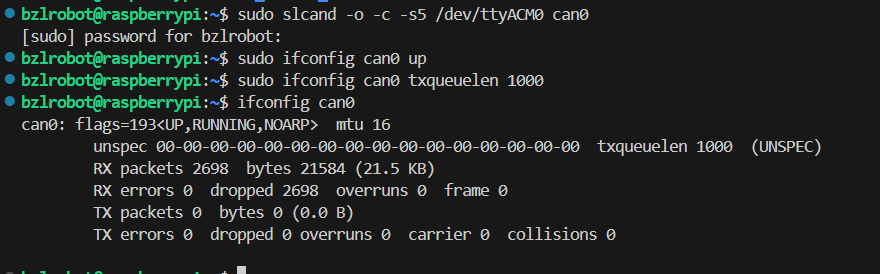 bzlrobot@raspberrypi:~$ sudo slcand -o -c -s5 /dev/ttyACM0 can0
[sudo] password for bzlrobot:
bzlrobot@raspberrypi:~$ sudo ifconfig can0 up
bzlrobot@raspberrypi:~$ sudo ifconfig can0 txqueuelen 1000
bzlrobot@raspberrypi:~$ ifconfig can0
can0: flags=193<UP,RUNNING,NOARP>  mtu 16
        unspec 00-00-00-00-00-00-00-00-00-00-00-00-00-00-00-00  txqueuelen 1000  (UNSPEC)
        RX packets 2698  bytes 21584 (21.5 KB)
        RX errors 0  dropped 2698  overruns 0  frame 0
        TX packets 0  bytes 0 (0.0 B)
        TX errors 0  dropped 0 overruns 0  carrier 0  collisions 0

bzlrobot@raspberrypi:~$